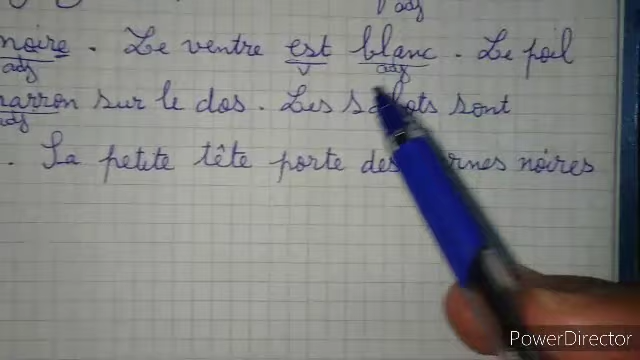 adj
noire. Le ventre est blanc. Le poil
adj v adj
marron sur le dos. Les sabots sont
adj
. La petite tête porte des cornes noires
PowerDirector